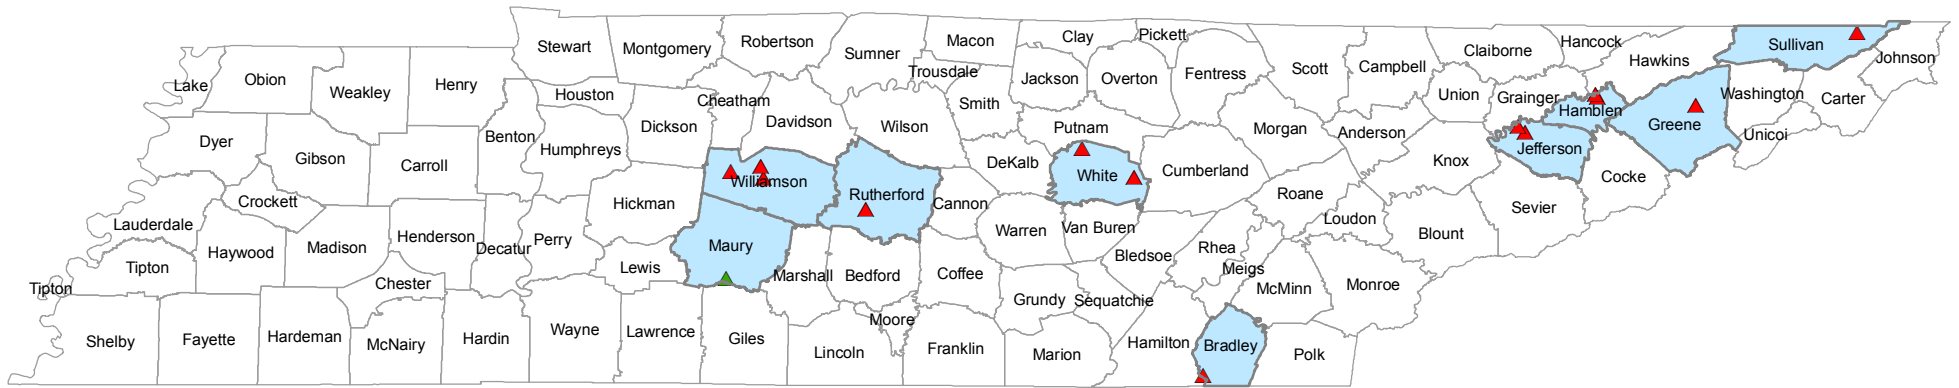 Stewart
Montgomery
Robertson
Sumner
Macon
Clay
Pickett
Claiborne
Hancock
Hawkins
Sullivan
Johnson
Lake
Obion
Weakley
Henry
Houston
Cheatham
Trousdale
Jackson
Overton
Fentress
Scott
Campbell
Union
Grainger
Hamblen
Washington
Carter
Dyer
Gibson
Carroll
Benton
Humphreys
Dickson
Davidson
Wilson
Smith
Putnam
Morgan
Anderson
Knox
Jefferson
Greene
Unicoi
DeKalb
White
Cumberland
Roane
Loudon
Sevier
Cocke
Lauderdale
Crockett
Haywood
Madison
Henderson
Decatur
Perry
Hickman
Williamson
Rutherford
Cannon
Warren
Van Buren
Bledsoe
Rhea
Meigs
Blount
Tipton
Tipton
Chester
Lewis
Maury
Marshall
Bedford
Coffee
Grundy
Sequatchie
McMinn
Monroe
Shelby
Fayette
Hardeman
McNairy
Hardin
Wayne
Lawrence
Giles
Lincoln
Moore
Franklin
Marion
Hamilton
Bradley
Polk